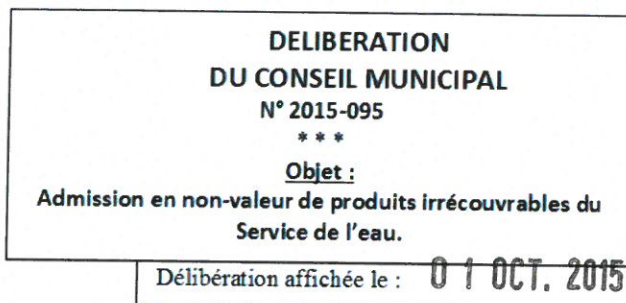 DELIBERATION
DU CONSEIL MUNICIPAL
N° 2015-095
* * *
Objet :
Admission en non-valeur de produits irrécouvrables du
Service de l'eau.
Délibération affichée le : 01 OCT. 2015